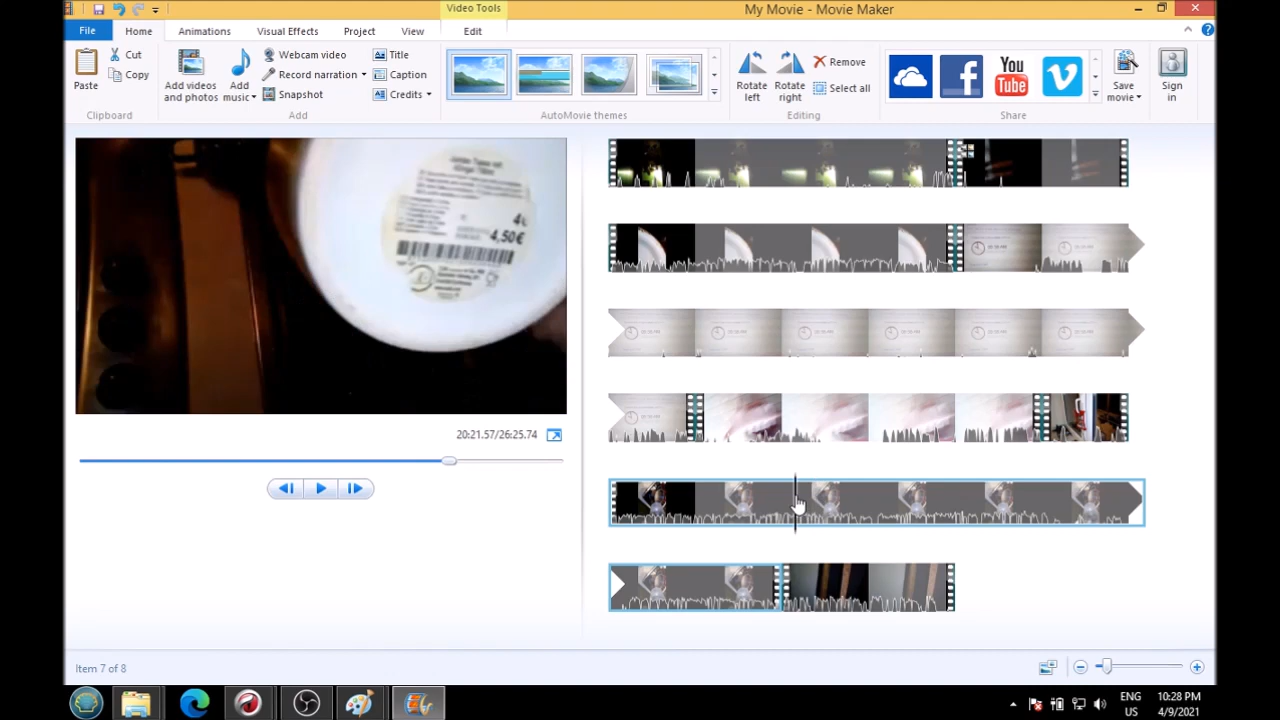 Video Tools
My Movie - Movie Maker
File
Home
Animations
Visual Effects
Project
View
Edit
Paste
Cut
Copy
Clipboard
Add videos
and photos
Add
music
Webcam video
Record narration
Snapshot
Title
Caption
Credits
Add
AutoMovie themes
Rotate
left
Rotate
right
Remove
Select all
Editing
You
Tube
Share
Save
movie
Sign
in
4,50€
20:21.57/26:25.74
Item 7 of 8
ENG
US
10:28 PM
4/9/2021